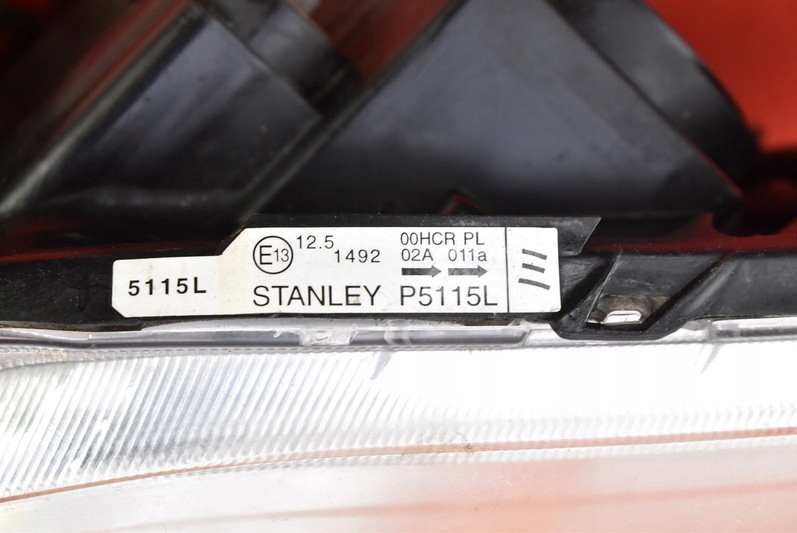 5115L
E13 12.5 1492
00HCR PL
02A 011a
STANLEY P5115L